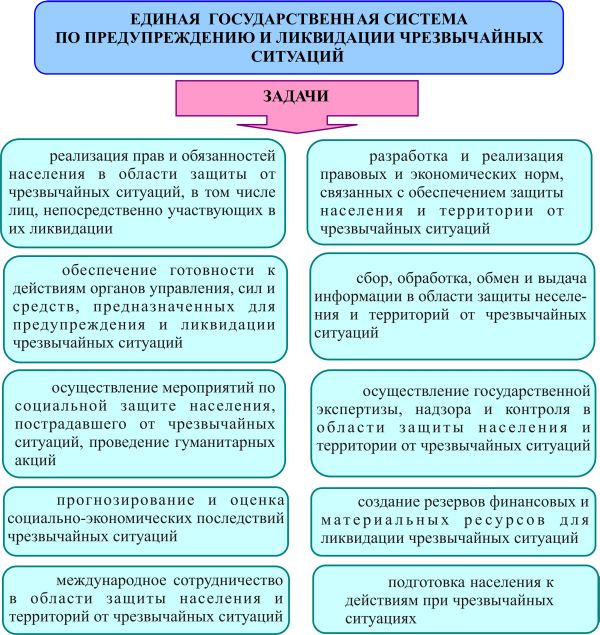 ЕДИНАЯ ГОСУДАРСТВЕННАЯ СИСТЕМА
ПО ПРЕДУПРЕЖДЕНИЮ И ЛИКВИДАЦИИ ЧРЕЗВЫЧАЙНЫХ
СИТУАЦИЙ
ЗАДАЧИ
реализация прав и обязанностей
населения в области защиты от
чрезвычайных ситуаций, в том числе
лиц, непосредственно участвующих в
их ликвидации
разработка и реализация
правовых и экономических норм,
связанных с обеспечением защиты
населения и территории от
чрезвычайных ситуаций
обеспечение готовности к
действиям органов управления, сил и
средств, предназначенных для
предупреждения и ликвидации
чрезвычайных ситуаций
сбор, обработка, обмен и выдача
информации в области защиты неселе-
ния и территорий от чрезвычайных
ситуаций
осуществление мероприятий по
социальной защите населения,
пострадавшего от чрезвычайных
ситуаций, проведение гуманитарных
акций
осуществление государственной
экспертизы, надзора и контроля в
области защиты населения и
территории от чрезвычайных ситуаций
прогнозирование и оценка
социально-экономических последствий
чрезвычайных ситуаций
создание резервов финансовых и
материальных ресурсов для
ликвидации чрезвычайных ситуаций
международное сотрудничество
в области защиты населения и
территорий от чрезвычайных ситуаций
подготовка населения к
действиям при чрезвычайных
ситуациях